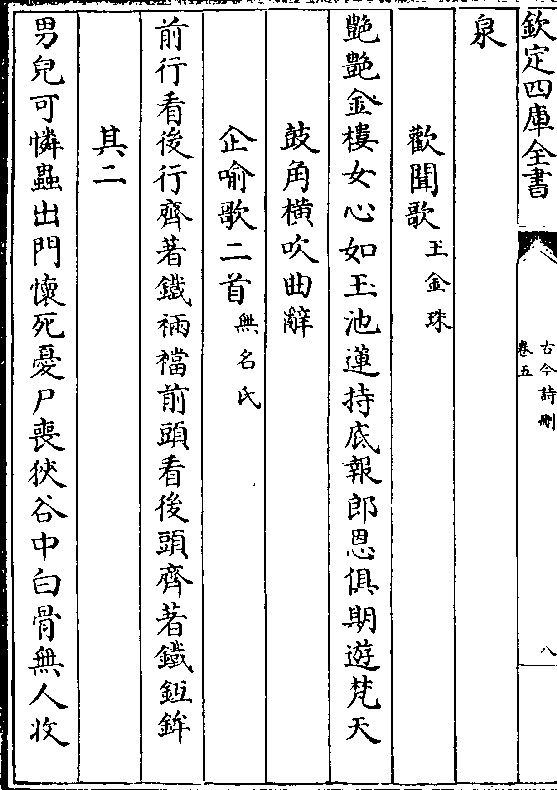 欽定四庫全書
古今詩刪
卷五
八
泉
歡聞歌王金珠
艶艶金樓女心如玉池蓮持底報郎恩俱期遊梵天
鼓角橫吹曲辭
企喻歌二首無名氏
前行看後行齊著鐵裲襠前頭看後頭齊著鐵𨥁鉾
其二
男兒可憐蟲出門懷死憂尸喪狹谷中白骨無人收